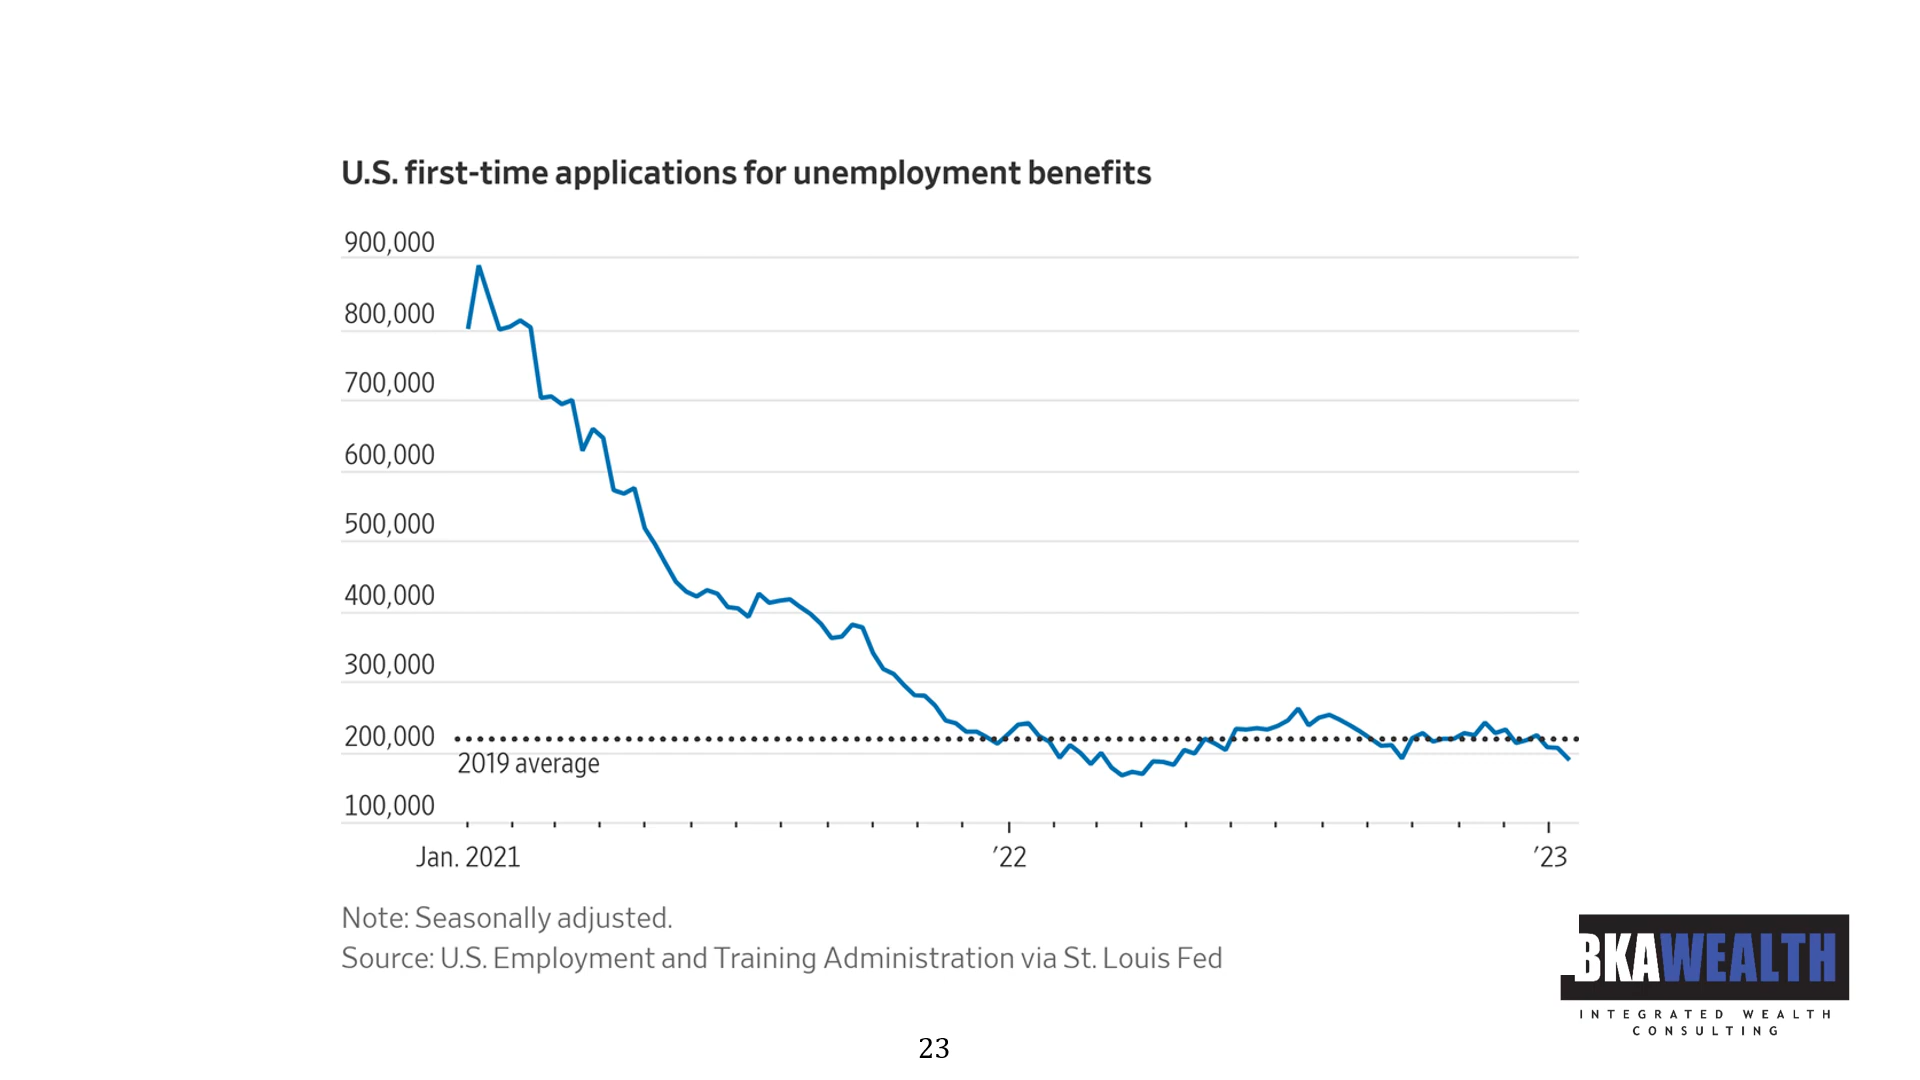 U.S. first-time applications for unemployment benefits
900,000
800,000
700,000
600,000
500,000
400,000
300,000
200,000
2019 average
100,000
Jan. 2021 ’22 ’23
Note: Seasonally adjusted.
Source: U.S. Employment and Training Administration via St. Louis Fed
BKAWEALTH
INTEGRATED WEALTH
CONSULTING
23